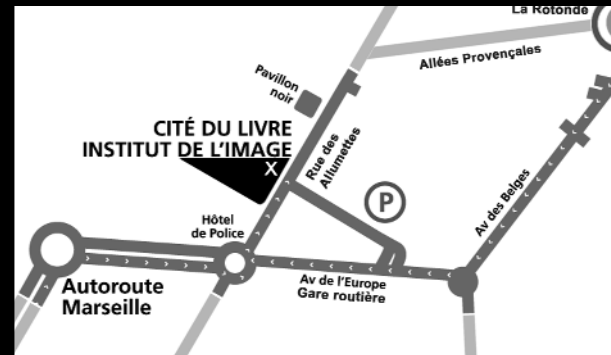 La Rotonde
Allées Provençales
Pavillon
noir
CITÉ DU LIVRE
INSTITUT DE L'IMAGE
X
Rue des
Allumettes
P
Av des Belges
Hôtel
de Police
Av de l'Europe
Gare routière
Autoroute
Marseille